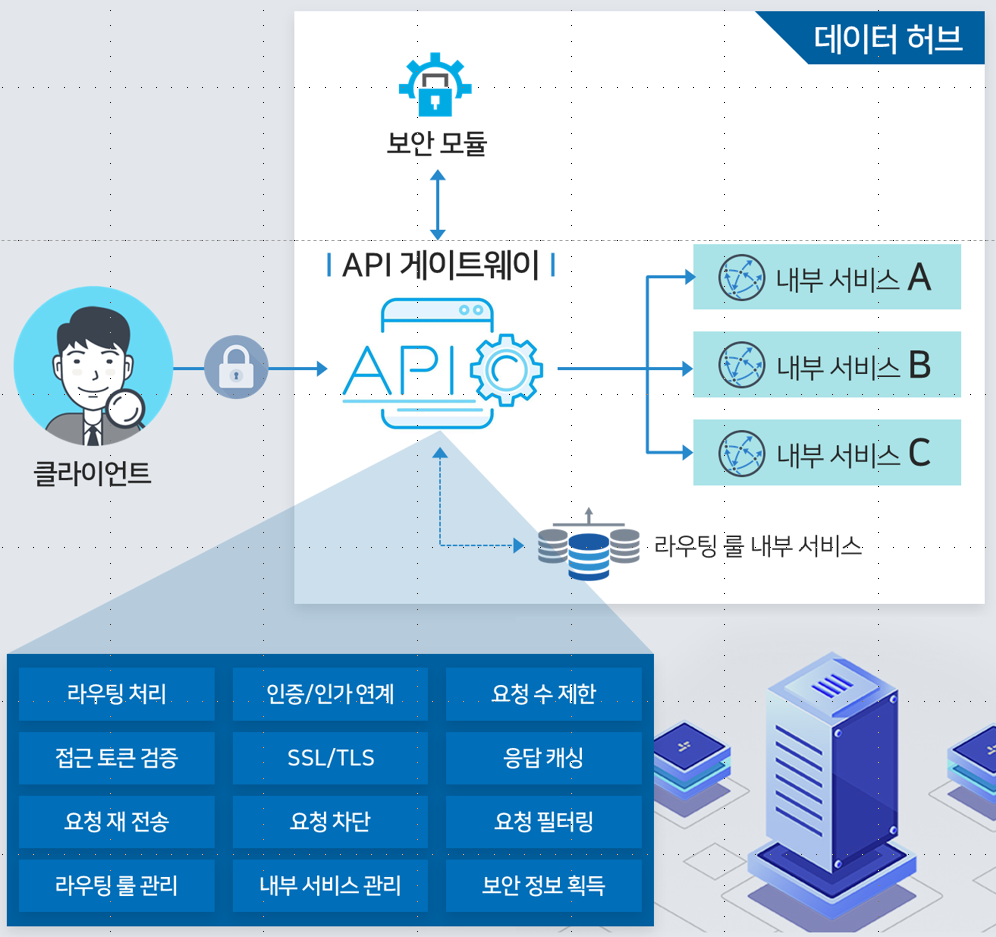 데이터 허브
보안 모듈
API 게이트웨이
API
클라이언트
내부 서비스 A
내부 서비스 B
내부 서비스 C
라우팅 룰 내부 서비스
라우팅 처리
인증/인가 연계
요청 수 제한
접근 토큰 검증
SSL/TLS
응답 캐싱
요청 재 전송
요청 차단
요청 필터링
라우팅 룰 관리
내부 서비스 관리
보안 정보 획득